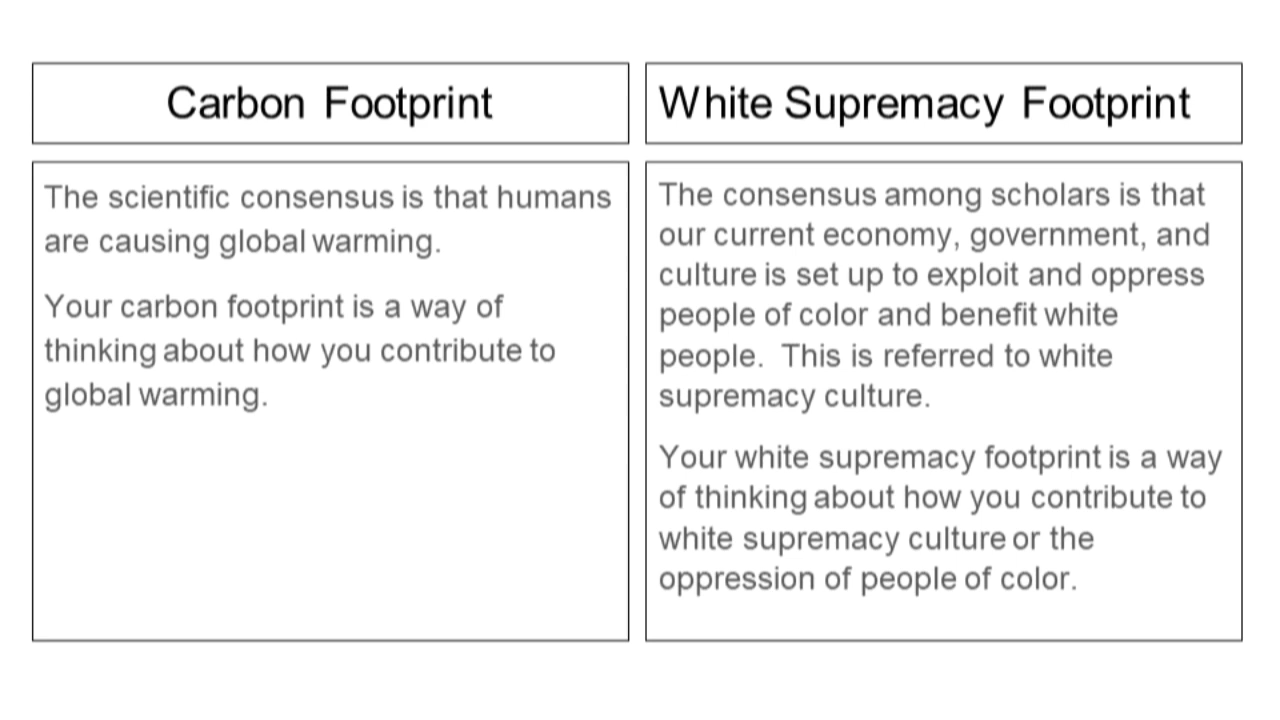 Carbon Footprint
The scientific consensus is that humans
are causing global warming.
Your carbon footprint is a way of
thinking about how you contribute to
global warming.
White Supremacy Footprint
The consensus among scholars is that
our current economy, government, and
culture is set up to exploit and oppress
people of color and benefit white
people.  This is referred to white
supremacy culture.
Your white supremacy footprint is a way
of thinking about how you contribute to
white supremacy culture or the
oppression of people of color.